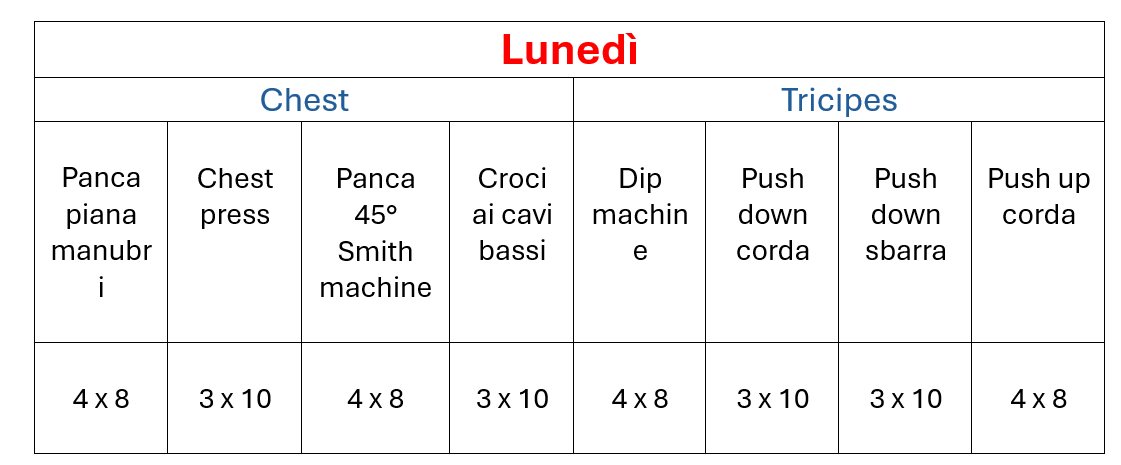 Lunedì
Chest Tricipes
Panca piana manubr i
Chest press
Panca 45° Smith machine
Croci ai cavi bassi
Dip machin e
Push down corda
Push down sbarra
Push up corda
4 x 8 3 x 10 4 x 8 3 x 10 4 x 8 3 x 10 3 x 10 4 x 8